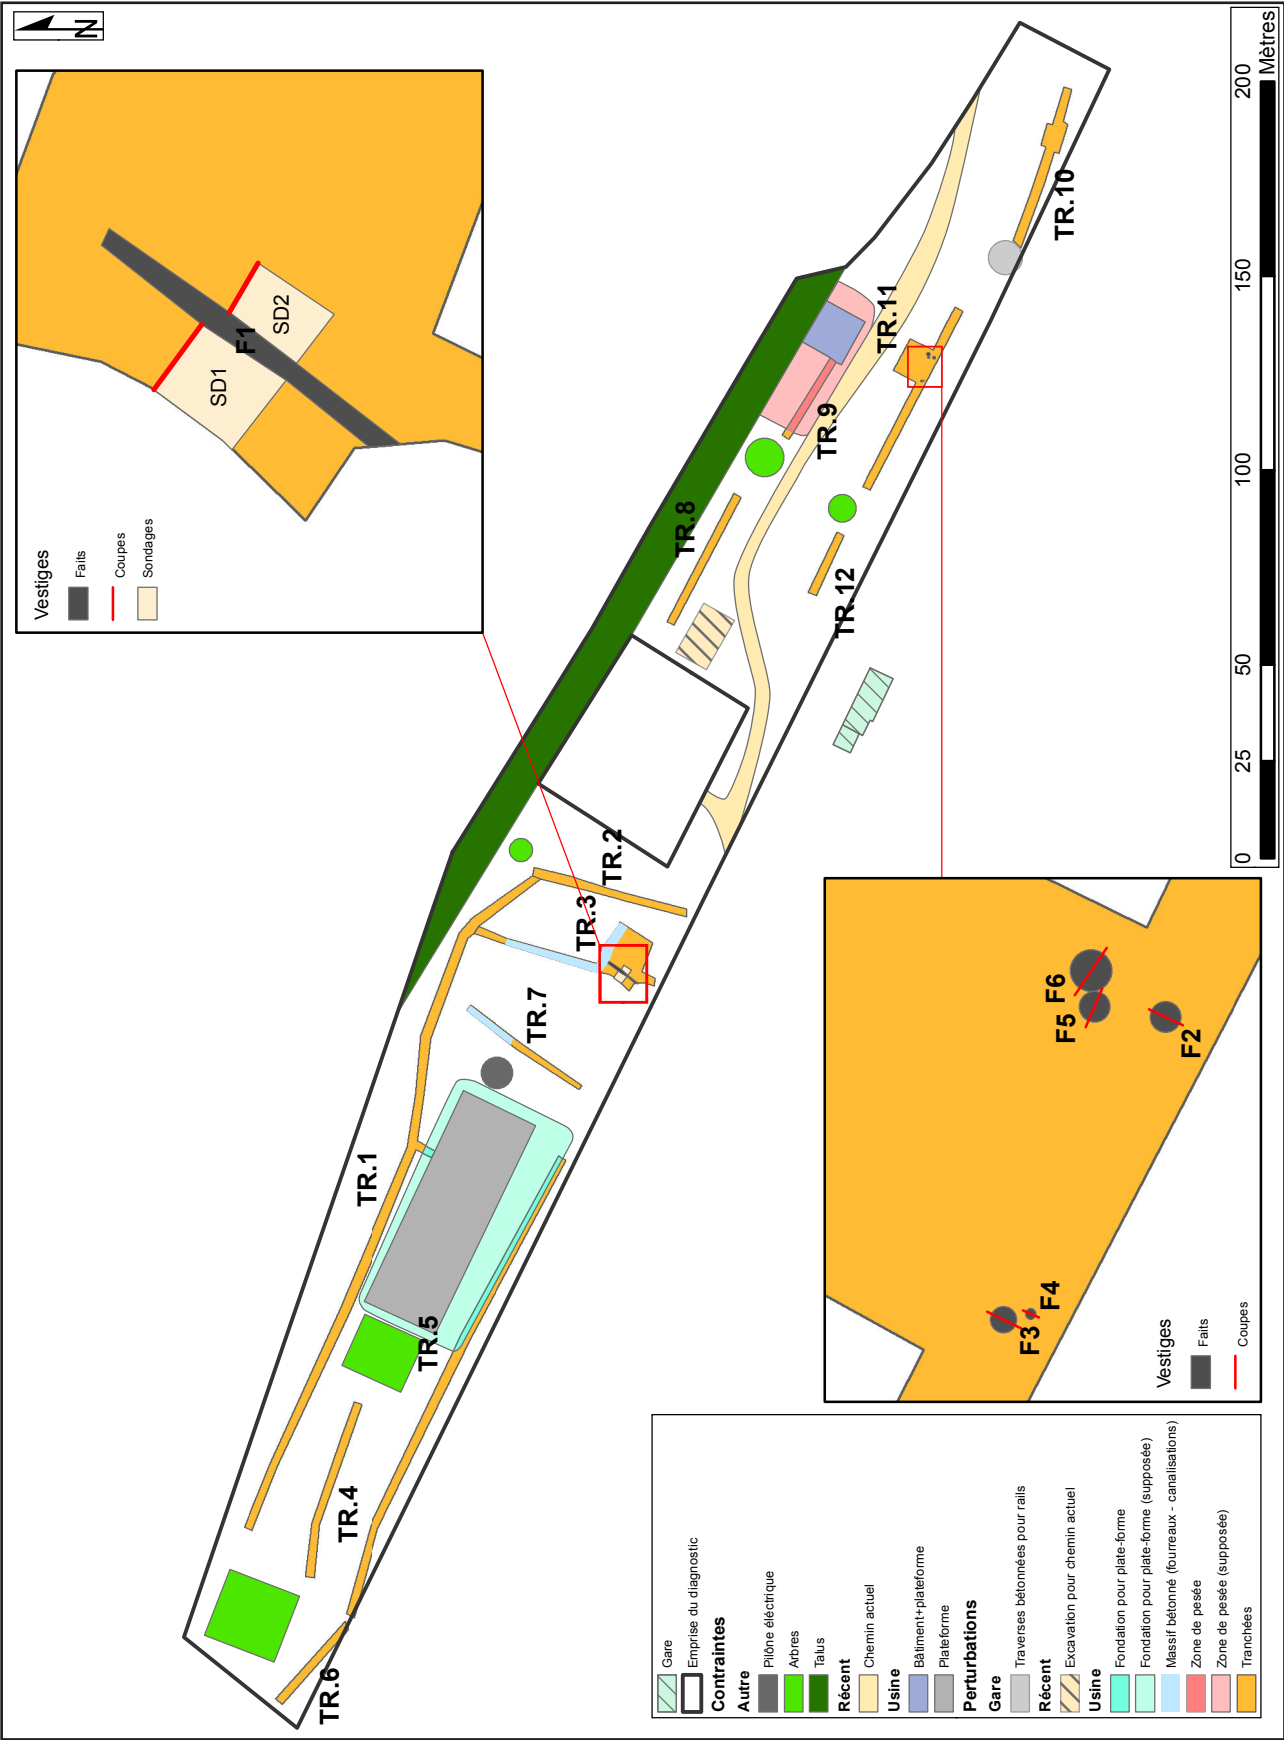 N
Vestiges
Faits
Coupes
Sondages
SD1
F1
SD2
TR.1
TR.2
TR.3
TR.4
TR.5
TR.6
TR.7
TR.8
TR.9
TR.10
TR.11
TR.12
Gare
Emprise du diagnostic
Contraintes
Autre
Pilône éléctrique
Arbres
Talus
Récent
Chemin actuel
Usine
Bâtiment+plateforme
Plateforme
Perturbations
Gare
Traverses bétonnées pour rails
Récent
Excavation pour chemin actuel
Usine
Fondation pour plate-forme
Fondation pour plate-forme (supposée)
Massif bétonné (fourreaux - canalisations)
Zone de pesée
Zone de pesée (supposée)
Tranchées
Vestiges
Faits
Coupes
F3
F4
F5
F6
F2
0 25 50 100 150 200
Mètres